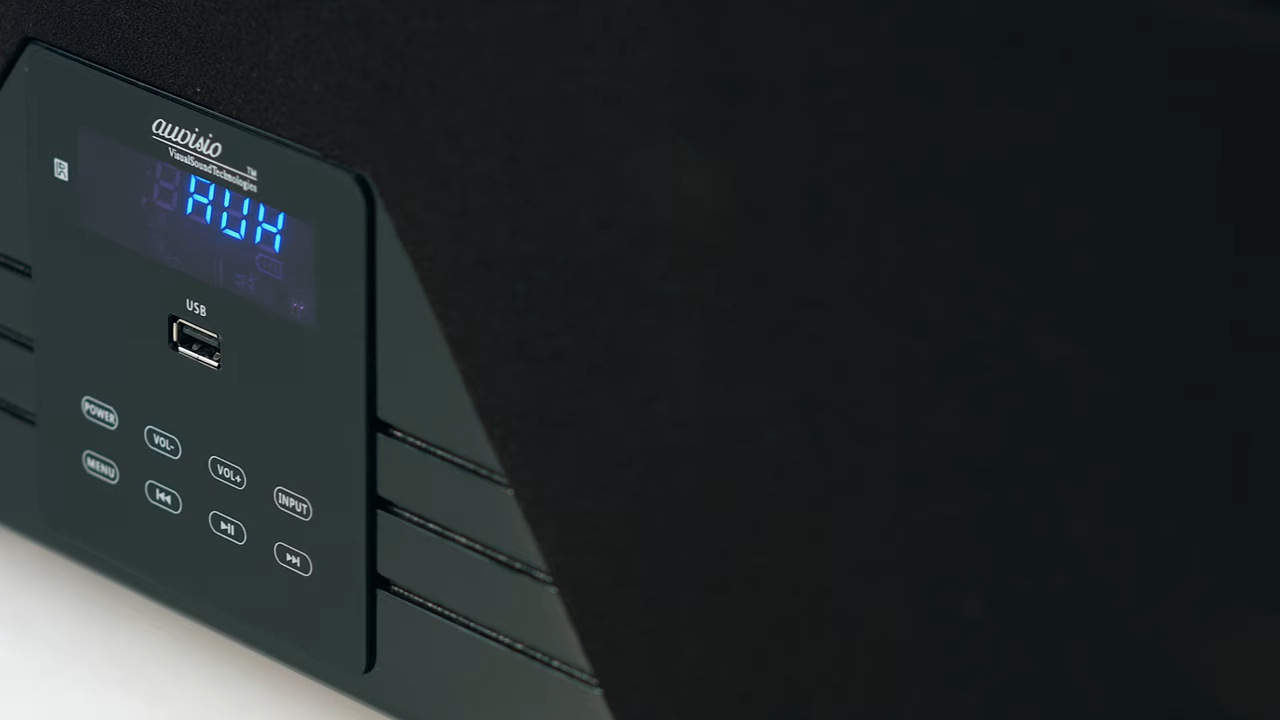 auvisio
TM
VisualSoundTechnologies
AUX
USB
POWER
VOL-
VOL+
INPUT
MENU